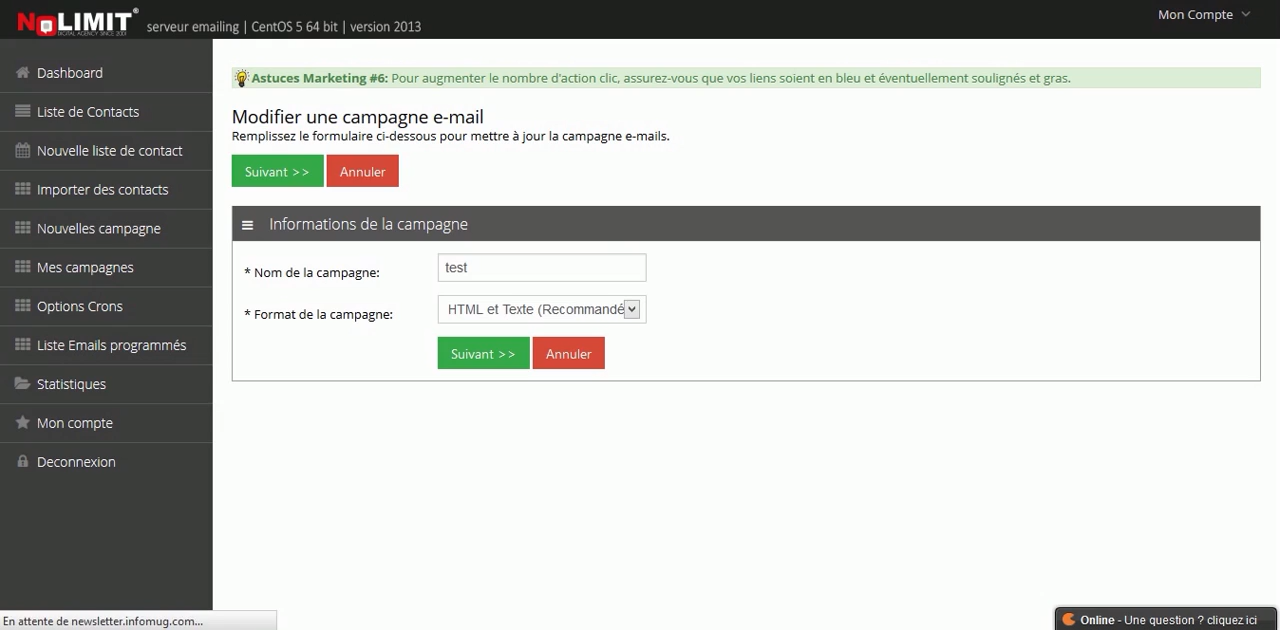 NoLIMIT®
DIGITAL AGENCY SINCE 2001
serveur emailing | CentOS 5 64 bit | version 2013
Mon Compte
Dashboard
Liste de Contacts
Nouvelle liste de contact
Importer des contacts
Nouvelles campagne
Mes campagnes
Options Crons
Liste Emails programmés
Statistiques
Mon compte
Deconnexion
Astuces Marketing #6: Pour augmenter le nombre d'action clic, assurez-vous que vos liens soient en bleu et éventuellement soulignés et gras.
Modifier une campagne e-mail
Remplissez le formulaire ci-dessous pour mettre à jour la campagne e-mails.
Suivant >> Annuler
Informations de la campagne
* Nom de la campagne: test
* Format de la campagne: HTML et Texte (Recommandé
Suivant >> Annuler
En attente de newsletter.infomug.com...
Online - Une question ? cliquez ici